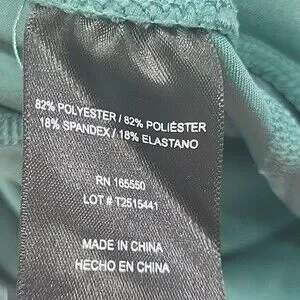 82% POLYESTER / 82% POLIÉSTER
18% SPANDEX / 18% ELASTANO
RN 165550
LOT # T2515441
MADE IN CHINA
HECHO EN CHINA